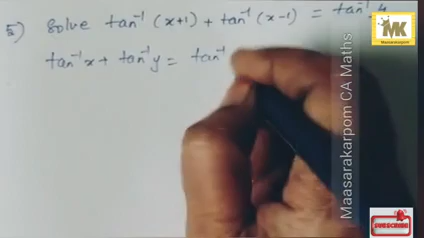 5) Solve tan⁻¹ (x+1) + tan⁻¹ (x-1) = tan⁻¹ 4
tan⁻¹x + tan⁻¹y = tan⁻¹
MK
Maasarakarpom
Maasarakarpom CA Maths
SUBSCRIBE